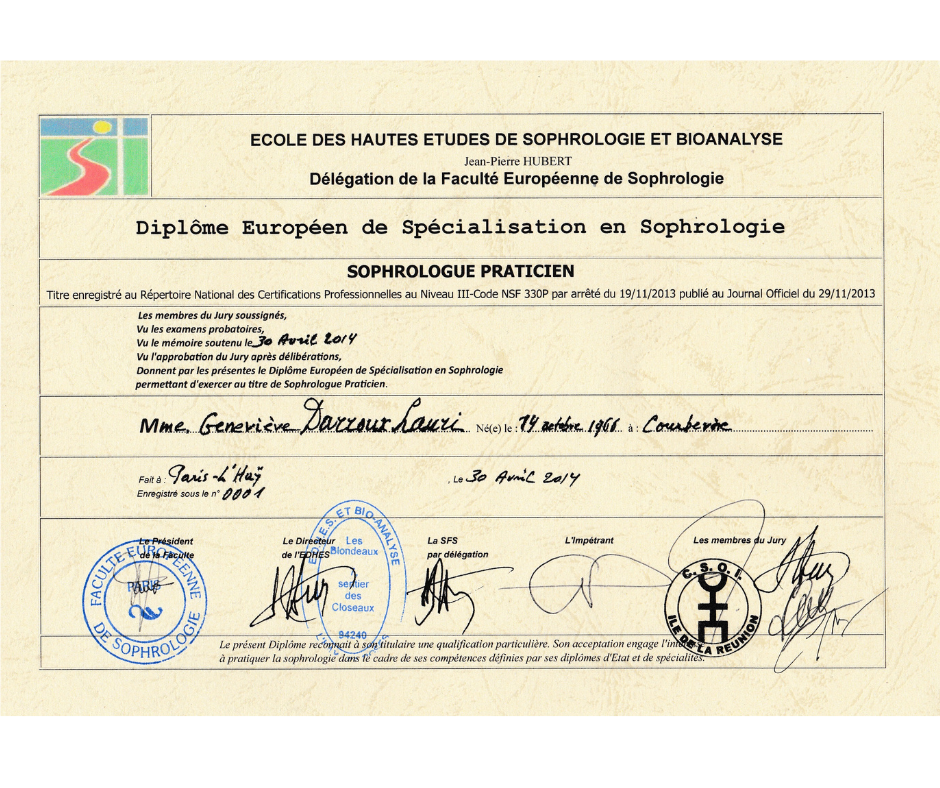 ECOLE DES HAUTES ETUDES DE SOPHROLOGIE ET BIOANALYSE
Jean-Pierre HUBERT
Délégation de la Faculté Européenne de Sophrologie
Diplôme Européen de Spécialisation en Sophrologie
SOPHROLOGUE PRATICIEN
Titre enregistré au Répertoire National des Certifications Professionnelles au Niveau III-Code NSF 330P par arrêté du 19/11/2013 publié au Journal Officiel du 29/11/2013
Les membres du Jury soussignés,
Vu les examens probatoires,
Vu le mémoire soutenu le 30 Avril 2014
Vu l'approbation du Jury après délibérations,
Donnent par les présentes le Diplôme Européen de Spécialisation en Sophrologie
permettant d'exercer au titre de Sophrologue Praticien.
Mme. Geneviève Darroux Lauri Né(e) le : 14 octobre 1966 à : Courbevoie
Fait à : Paris-L'Haÿ , Le 30 Avril 2014
Enregistré sous le n° 0001
Le Président Le Directeur La SFS L'Impétrant Les membres du Jury
de la Faculté de l'EDHES par délégation
FACULTE EUROPEENNE DE SOPHROLOGIE
PARIS
ET BIO-ANALYSE
Les
Blondeaux
sentier
des
Closeaux
94240
C. S. O. I.
ILE DE LA REUNION
Le présent Diplôme reconnait à son titulaire une qualification particulière. Son acceptation engage
à pratiquer la sophrologie dans le cadre de ses compétences définies par ses diplômes d'Etat et de spécialités.